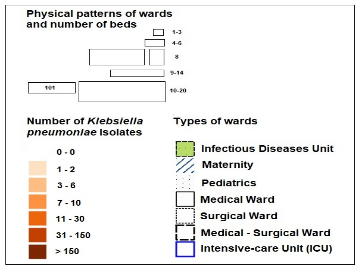 Physical patterns of wards
and number of beds
1-3
4-6
8
9-14
101
10-20
Number of Klebsiella
pneumoniae isolates
0 - 0
1 - 2
3 - 6
7 - 10
11 - 30
31 - 150
> 150
Types of wards
Infectious Diseases Unit
Maternity
Pediatrics
Medical Ward
Surgical Ward
Medical - Surgical Ward
Intensive-care Unit (ICU)